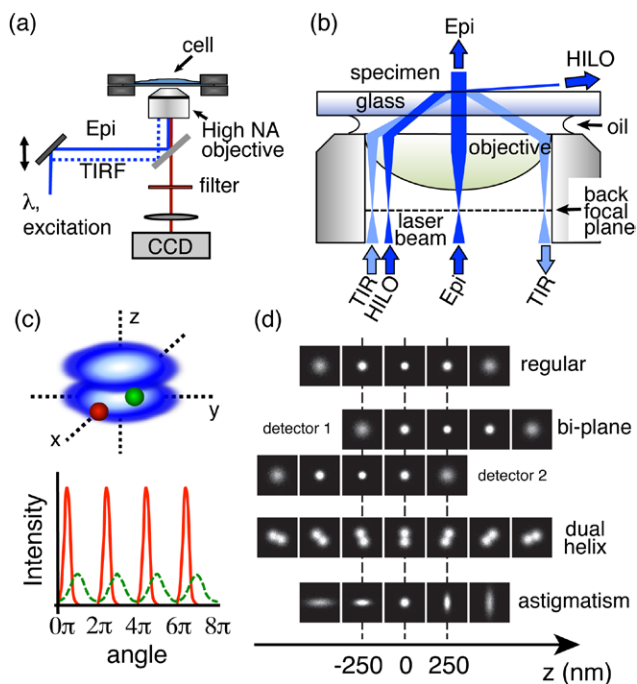 (a)
cell
Epi
TIRF
High NA
objective
filter
λ,
excitation
CCD
(b)
Epi
HILO
specimen
glass
oil
objective
back
focal
plane
laser
beam
TIR
HILO
Epi
TIR
(c)
z
y
x
Intensity
0π 2π 4π 6π 8π
angle
(d)
regular
detector 1
bi-plane
detector 2
dual
helix
astigmatism
-250 0 250 z (nm)